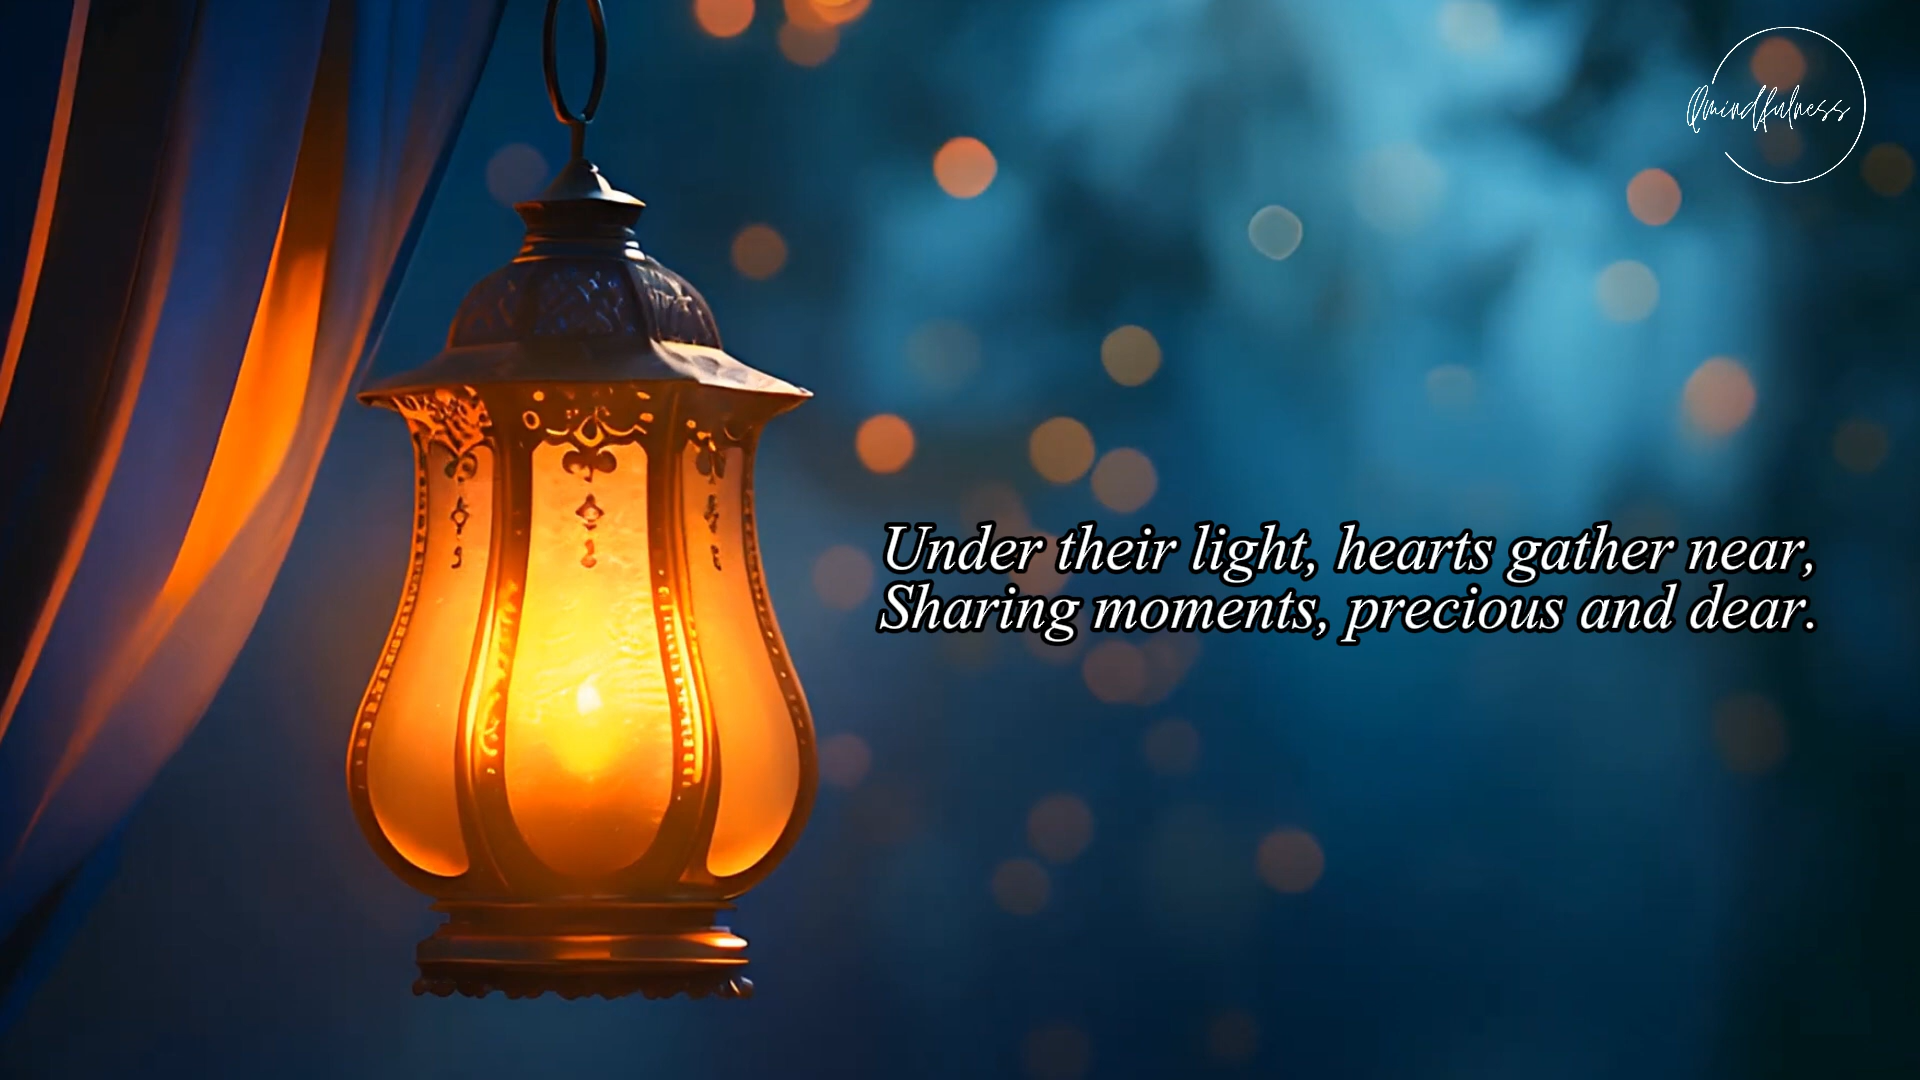 Qmindfulness
Under their light, hearts gather near,
Sharing moments, precious and dear.